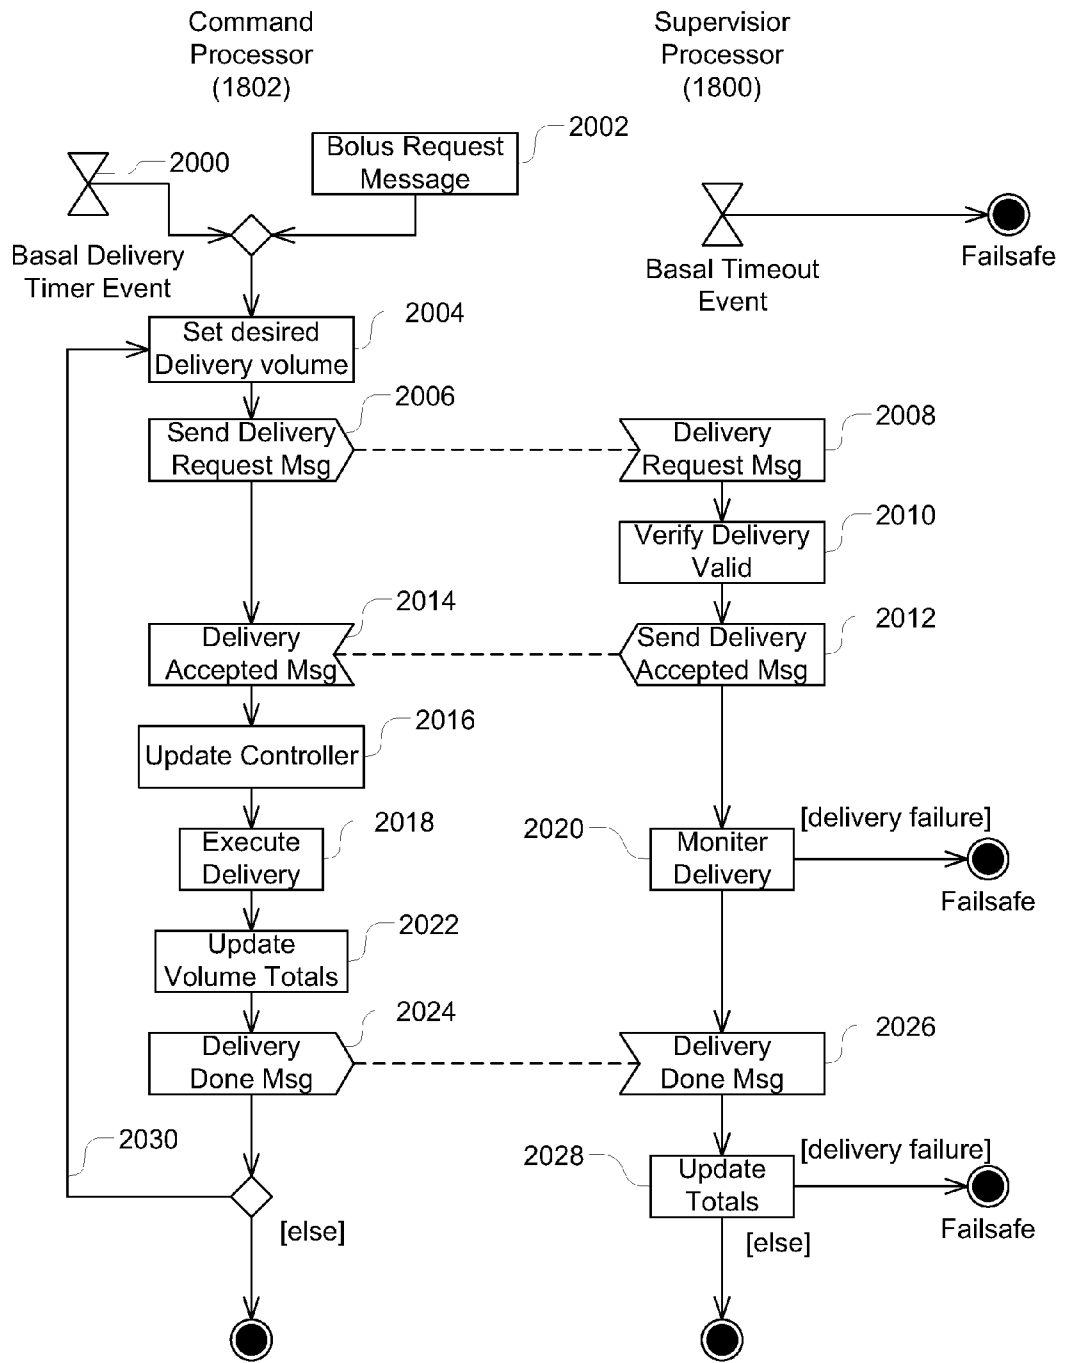 Command
Processor
(1802)
Supervisior
Processor
(1800)
2000
Bolus Request
Message
2002
Basal Delivery
Timer Event
Basal Timeout
Event
Failsafe
Set desired
Delivery volume
2004
Send Delivery
Request Msg
2006
Delivery
Request Msg
2008
Verify Delivery
Valid
2010
Delivery
Accepted Msg
2014
Send Delivery
Accepted Msg
2012
Update Controller
2016
Execute
Delivery
2018
2020
Moniter
Delivery
[delivery failure]
Failsafe
Update
Volume Totals
2022
Delivery
Done Msg
2024
Delivery
Done Msg
2026
2030
[else]
2028
Update
Totals
[delivery failure]
Failsafe
[else]